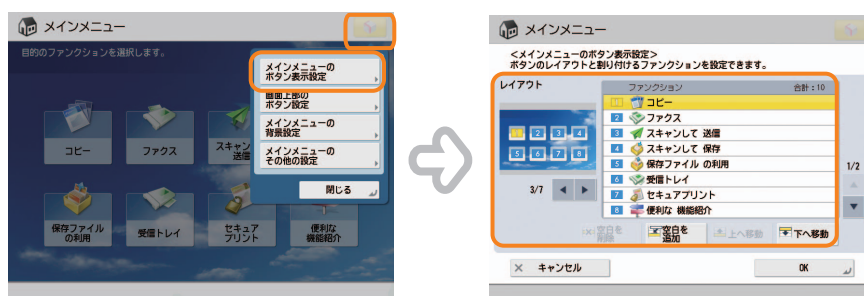 メインメニュー
目的のファンクションを選択します。
メインメニューの
ボタン表示設定
画面上部の
ボタン設定
メインメニューの
背景設定
メインメニューの
その他の設定
閉じる
コピー
ファクス
スキャン
送信
保存ファイル
の利用
受信トレイ
セキュア
プリント
便利な
機能紹介
メインメニュー
<メインメニューのボタン表示設定>
ボタンのレイアウトと割り付けるファンクションを設定できます。
レイアウト
ファンクション 合計:10
1 コピー
2 ファクス
3 スキャンして 送信
4 スキャンして 保存
5 保存ファイル の利用
6 受信トレイ
7 セキュアプリント
8 便利な 機能紹介
1 2 3 4
5 6 7 8
3/7
1/2
空白を
削除
空白を
追加
上へ移動
下へ移動
× キャンセル
OK